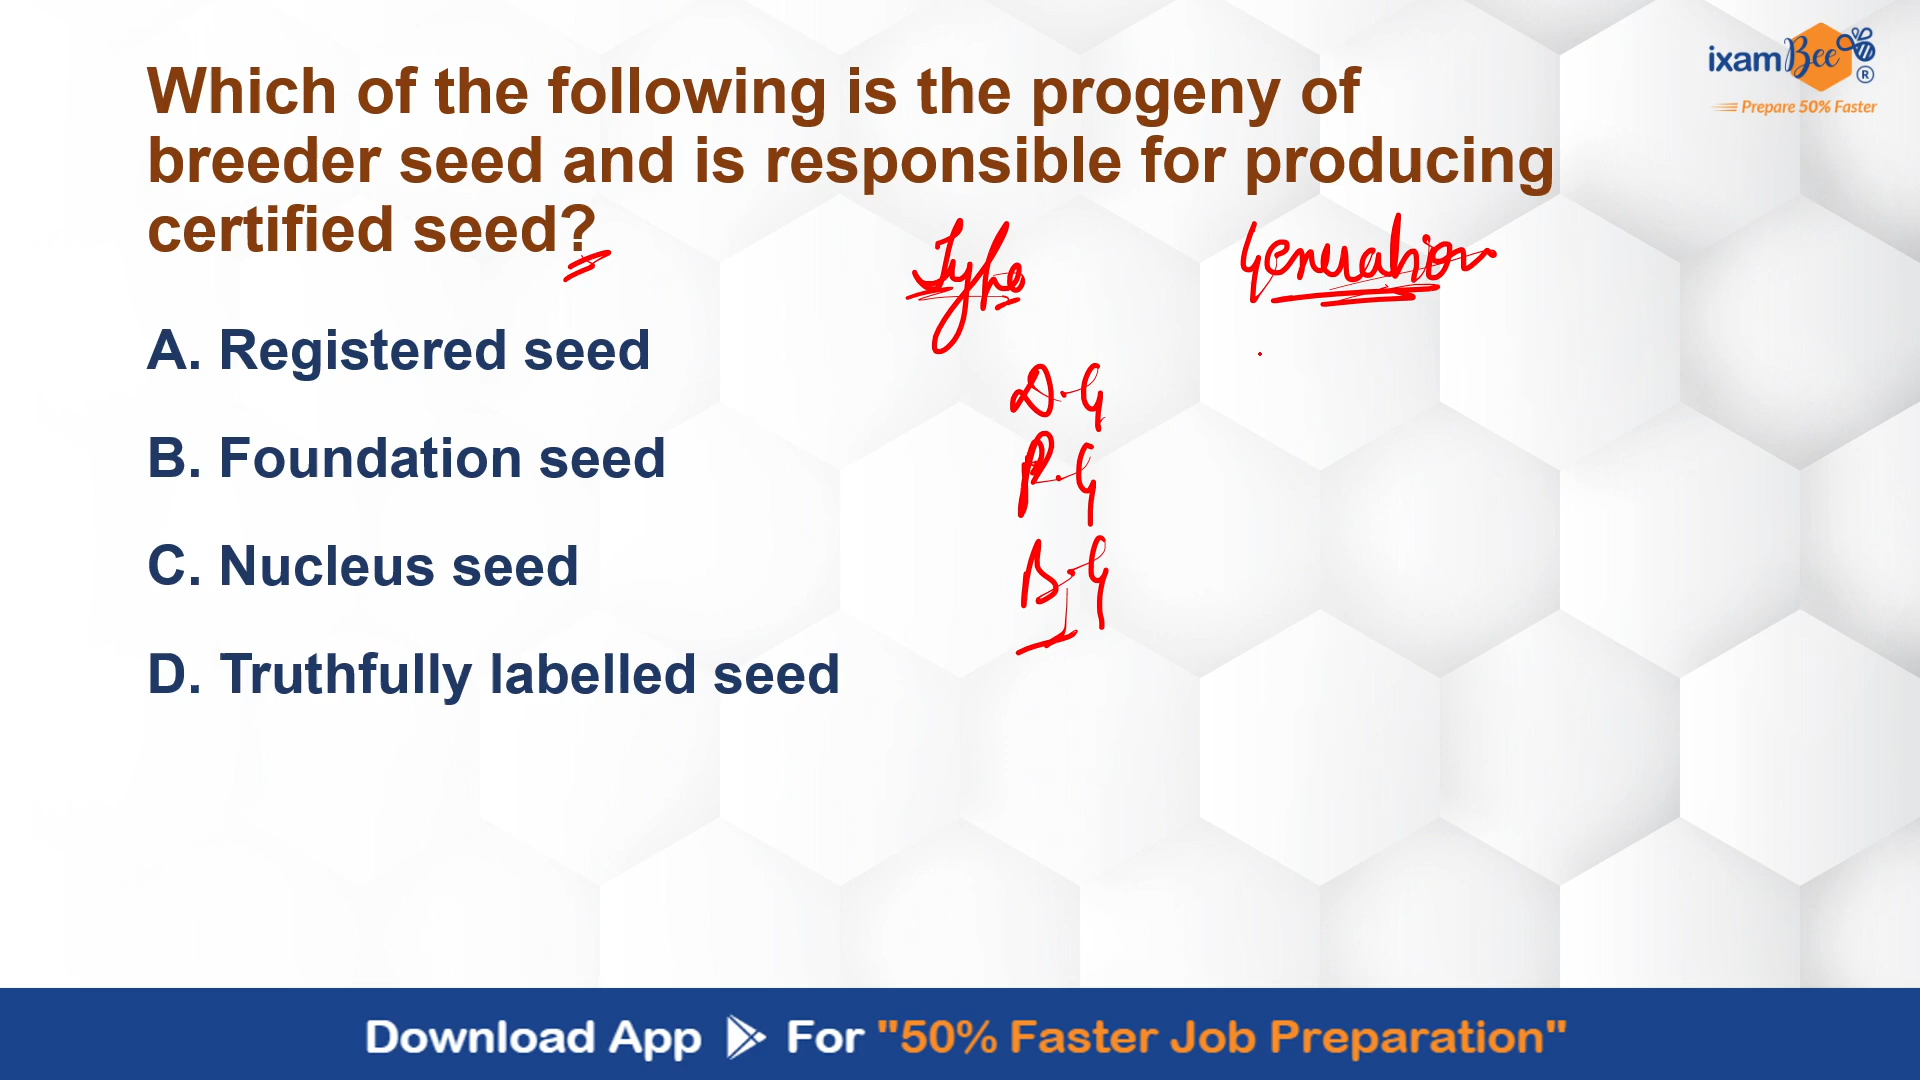 ixamBee®
Prepare 50% Faster
Which of the following is the progeny of
breeder seed and is responsible for producing
certified seed?
Type
Generation
A. Registered seed
B. Foundation seed
C. Nucleus seed
D. Truthfully labelled seed
D.G
P.G
B.G
Download App For "50% Faster Job Preparation"